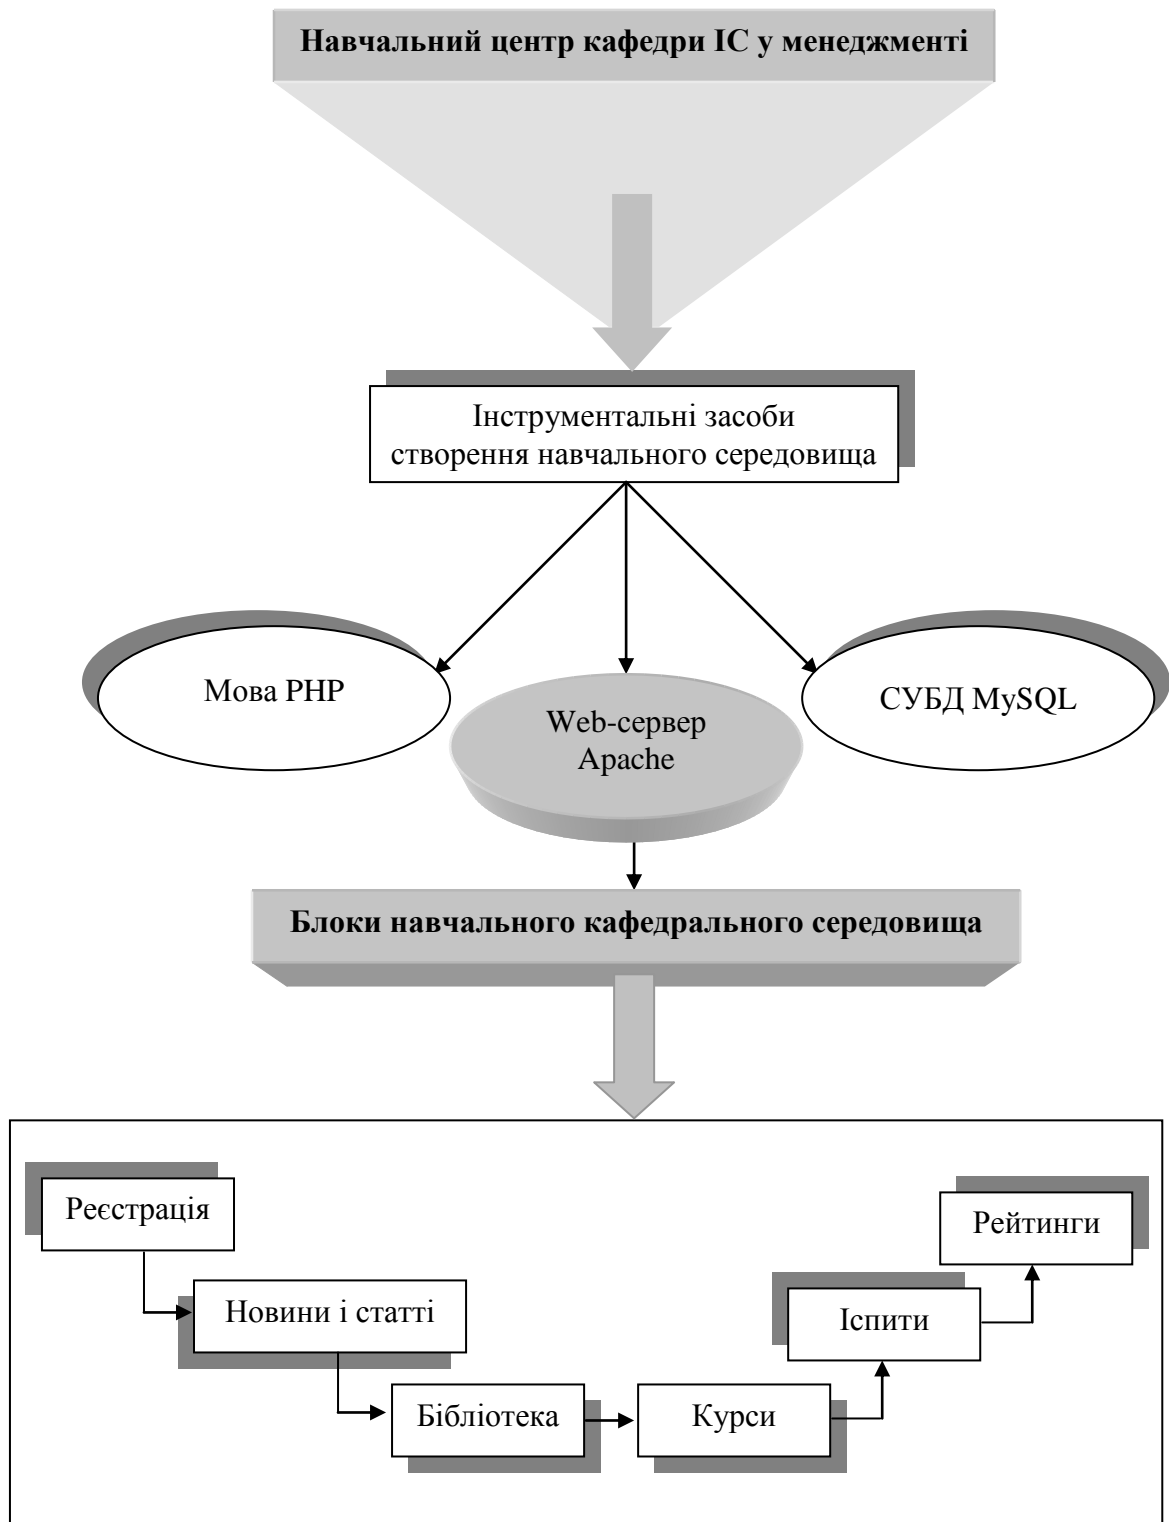 Навчальний центр кафедри ІС у менеджменті
Інструментальні засоби
створення навчального середовища
Мова PHP
Web-сервер
Apache
СУБД MySQL
Блоки навчального кафедрального середовища
Реєстрація
Новини і статті
Бібліотека
Курси
Іспити
Рейтинги